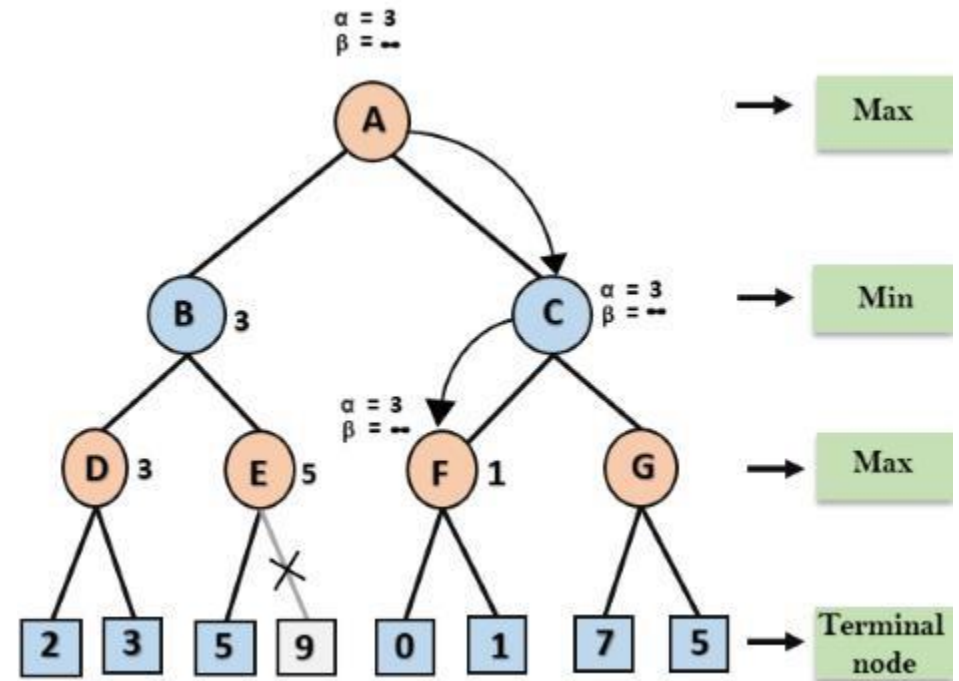 α = 3
β = ∞
A
Max
B
3
C
α = 3
β = ∞
Min
α = 3
β = ∞
D
3
E
5
F
1
G
Max
2
3
5
9
0
1
7
5
Terminal
node